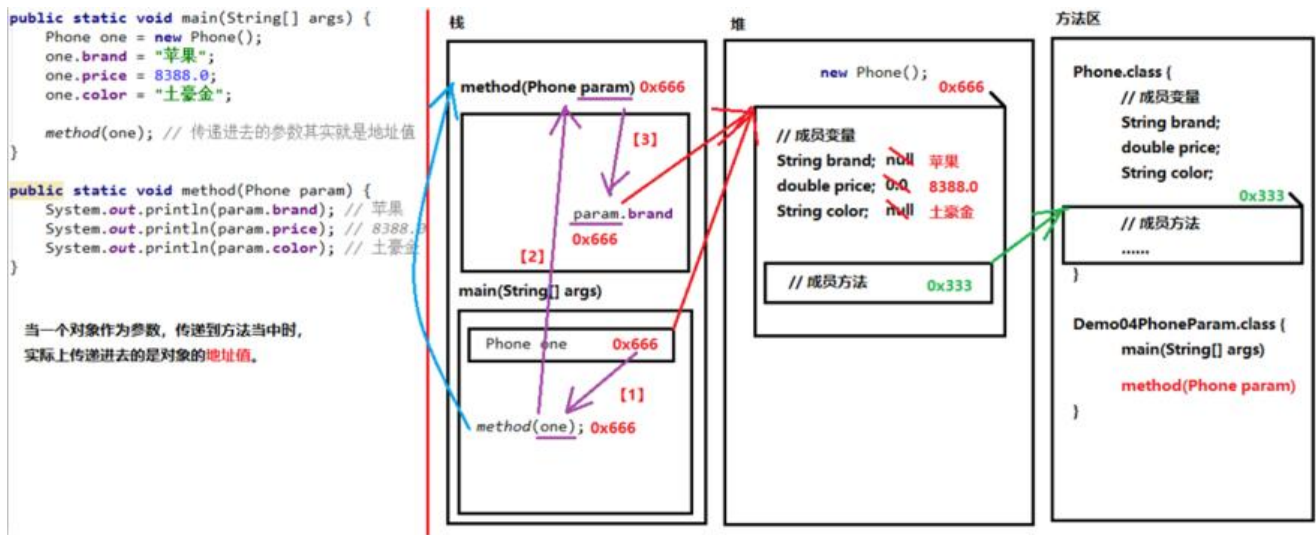 public static void main(String[] args) {
Phone one = new Phone();
one.brand = "苹果";
one.price = 8388.0;
one.color = "土豪金";
method(one); // 传递进去的参数其实就是地址值
}
public static void method(Phone param) {
System.out.println(param.brand); // 苹果
System.out.println(param.price); // 8388.0
System.out.println(param.color); // 土豪金
}
当一个对象作为参数，传递到方法当中时，
实际上传递进去的是对象的地址值。
栈
method(Phone param) 0x666
【3】
param.brand
0x666
【2】
main(String[] args)
Phone one 0x666
【1】
method(one); 0x666
堆
new Phone();
0x666
// 成员变量
String brand; null 苹果
double price; 0.0 8388.0
String color; null 土豪金
// 成员方法 0x333
方法区
Phone.class {
// 成员变量
String brand;
double price;
String color;
0x333
// 成员方法
......
}
Demo04PhoneParam.class {
main(String[] args)
method(Phone param)
}